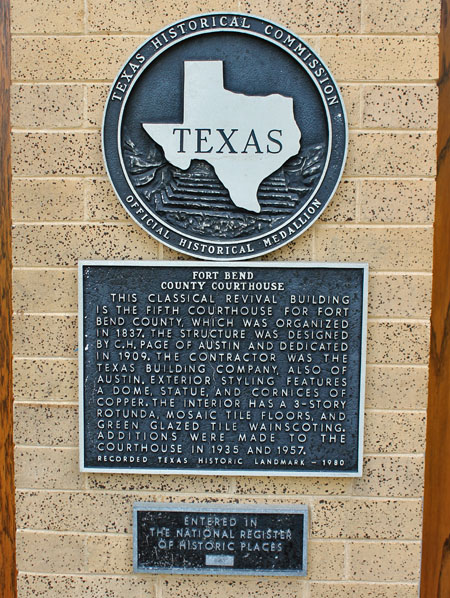 TEXAS HISTORICAL COMMISSION
TEXAS
OFFICIAL HISTORICAL MEDALLION
FORT BEND
COUNTY COURTHOUSE
THIS CLASSICAL REVIVAL BUILDING
IS THE FIFTH COURTHOUSE FOR FORT
BEND COUNTY, WHICH WAS ORGANIZED
IN 1837. THE STRUCTURE WAS DESIGNED
BY C.H. PAGE OF AUSTIN AND DEDICATED
IN 1909. THE CONTRACTOR WAS THE
TEXAS BUILDING COMPANY, ALSO OF
AUSTIN. EXTERIOR STYLING FEATURES
A DOME, STATUE, AND CORNICES OF
COPPER. THE INTERIOR HAS A 3-STORY
ROTUNDA, MOSAIC TILE FLOORS, AND
GREEN GLAZED TILE WAINSCOTING.
ADDITIONS WERE MADE TO THE
COURTHOUSE IN 1935 AND 1957.
RECORDED TEXAS HISTORIC LANDMARK - 1980
ENTERED IN
THE NATIONAL REGISTER
OF HISTORIC PLACES